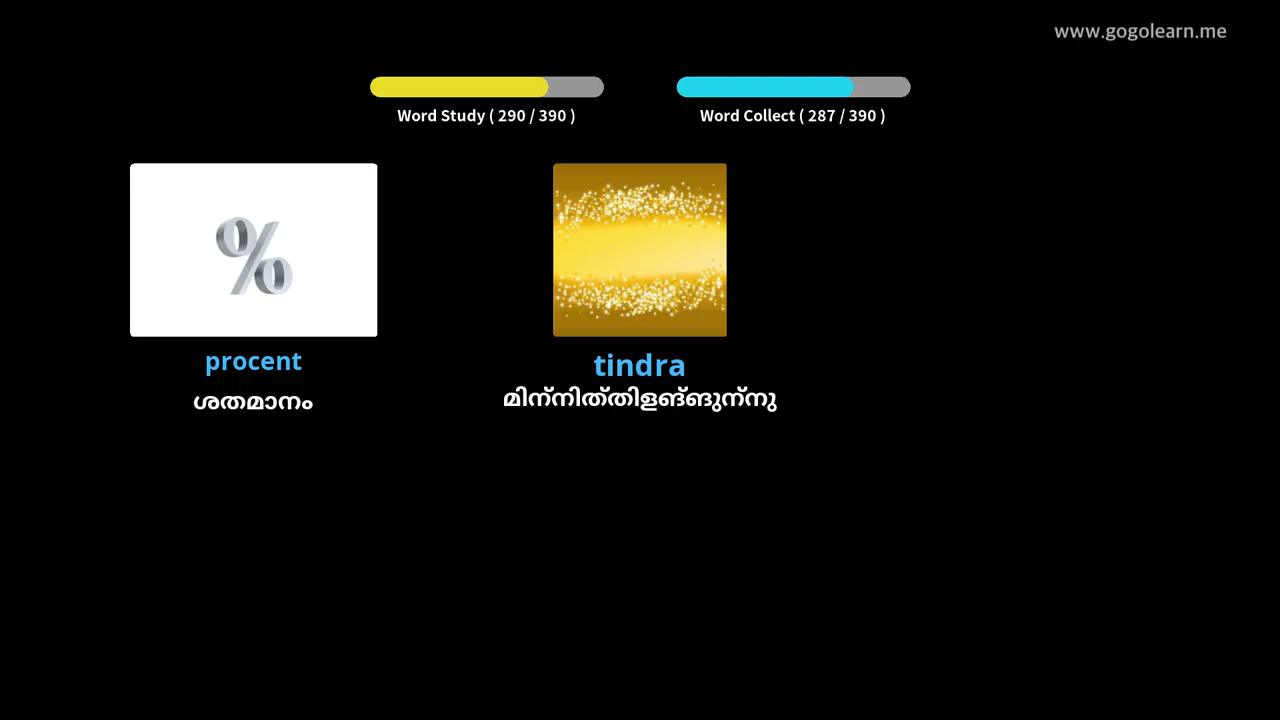 www.gogolearn.me
Word Study ( 290 / 390 )
Word Collect ( 287 / 390 )
%
procent
ശതമാനം
tindra
മിന്നിത്തിളങ്ങുന്നു